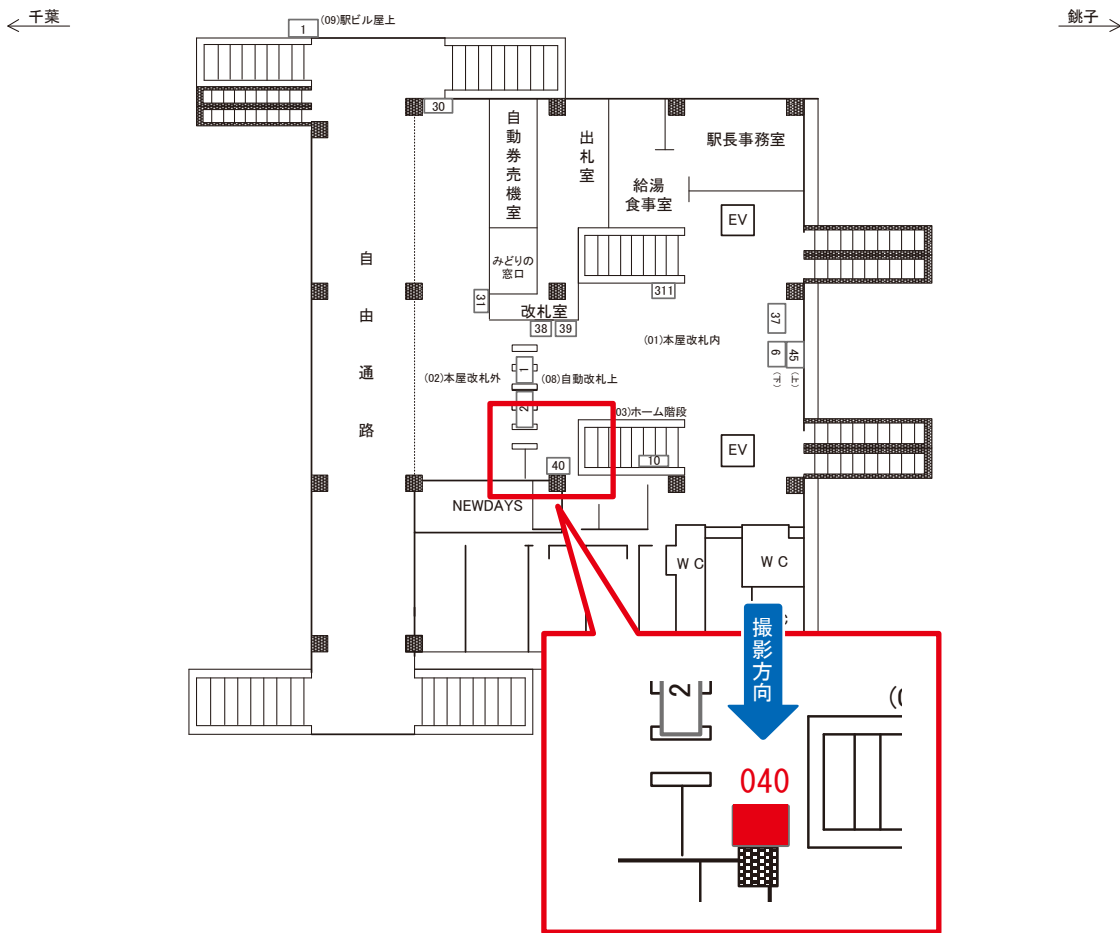 千葉
銚子
1
(09)駅ビル屋上
30
自動券売機室
出札室
駅長事務室
給湯
食事室
EV
自由通路
みどりの
窓口
31
改札室
311
38
39
37
(01)本屋改札内
6
45
(下)
(上)
(02)本屋改札外
1
(08)自動改札上
2
03)ホーム階段
40
10
EV
NEWDAYS
WC
WC
撮影方向
2
040